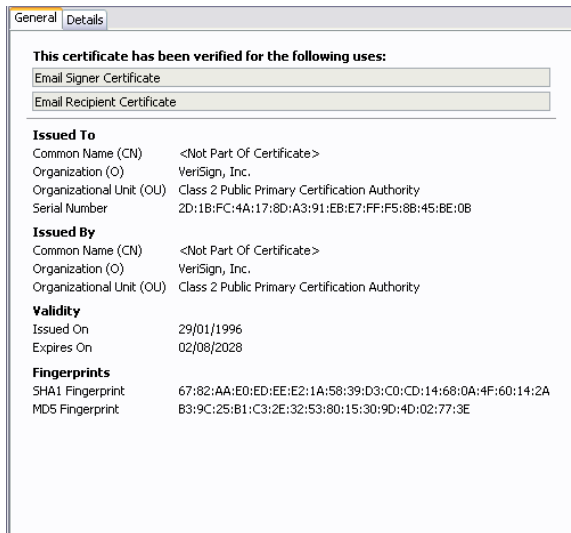 General Details
This certificate has been verified for the following uses:
Email Signer Certificate
Email Recipient Certificate
Issued To
Common Name (CN) <Not Part Of Certificate>
Organization (O) VeriSign, Inc.
Organizational Unit (OU) Class 2 Public Primary Certification Authority
Serial Number 2D:1B:FC:4A:17:8D:A3:91:EB:E7:FF:F5:8B:45:BE:0B
Issued By
Common Name (CN) <Not Part Of Certificate>
Organization (O) VeriSign, Inc.
Organizational Unit (OU) Class 2 Public Primary Certification Authority
Validity
Issued On 29/01/1996
Expires On 02/08/2028
Fingerprints
SHA1 Fingerprint 67:82:AA:E0:ED:EE:E2:1A:58:39:D3:C0:CD:14:68:0A:4F:60:14:2A
MD5 Fingerprint B3:9C:25:B1:C3:2E:32:53:80:15:30:9D:4D:02:77:3E